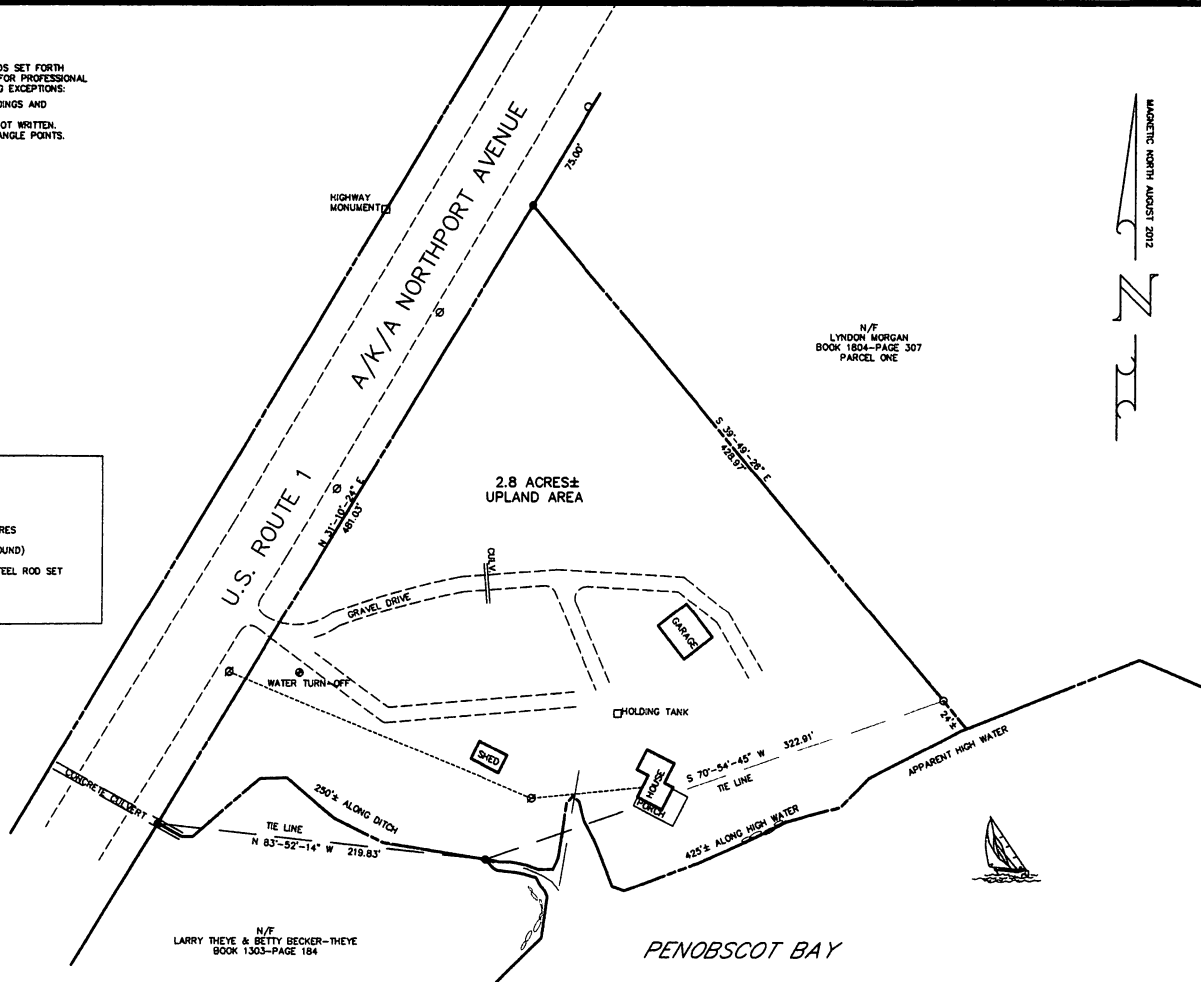 DS SET FORTH
FOR PROFESSIONAL
G EXCEPTIONS:
DINGS AND
OT WRITTEN.
ANGLE POINTS.
MAGNETIC NORTH AUGUST 2012
N
75.00'
HIGHWAY
MONUMENT
A/K/A NORTHPORT AVENUE
U.S. ROUTE 1
N/F
LYNDON MORGAN
BOOK 1804-PAGE 307
PARCEL ONE
S 39°-49'-26" E
428.97'
2.8 ACRES±
UPLAND AREA
N 31°-10'-24" E
481.03'
RES
OUND)
TEEL ROD SET
CULV.
GRAVEL DRIVE
GARAGE
WATER TURN-OFF
HOLDING TANK
24'±
S 70°-54'-45" W 322.91'
TIE LINE
APPARENT HIGH WATER
SHED
HOUSE
PORCH
CONCRETE CULVERT
250'± ALONG DITCH
TIE LINE
N 83°-52'-14" W 219.83'
425'± ALONG HIGH WATER
N/F
LARRY THEYE & BETTY BECKER-THEYE
BOOK 1303-PAGE 184
PENOBSCOT BAY